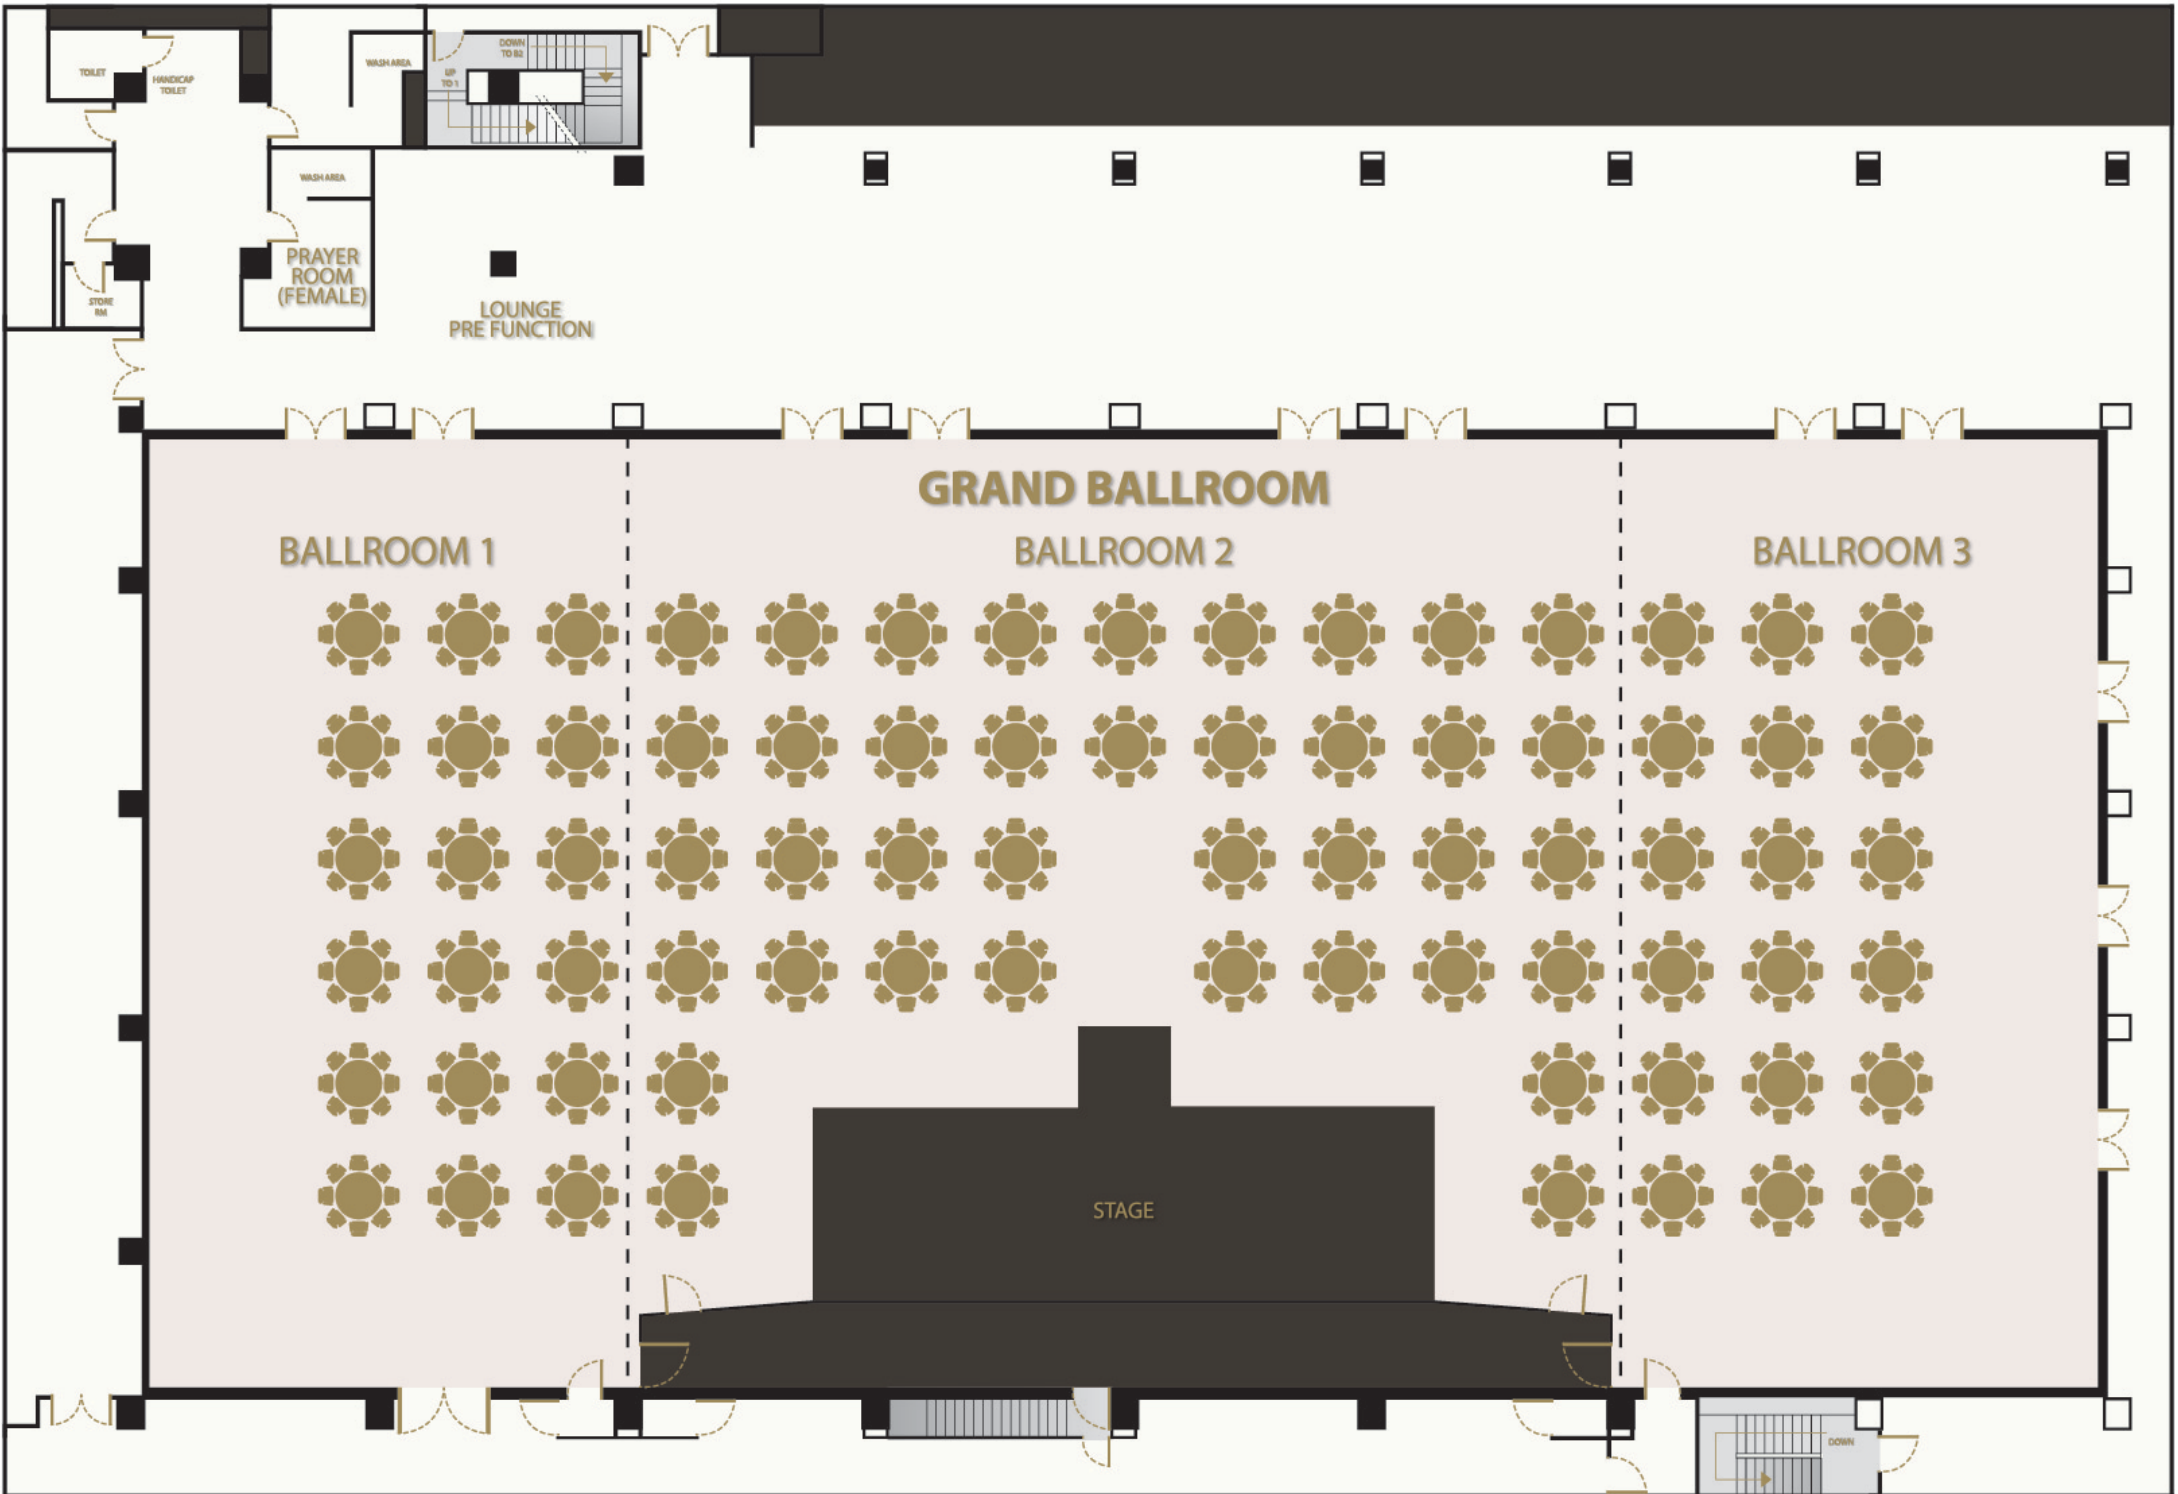 DOWN
TO B2
WASH AREA
UP
TO 1
TOILET
HANDICAP
TOILET
WASH AREA
PRAYER
ROOM
(FEMALE)
STORE
RM
LOUNGE
PRE FUNCTION
GRAND BALLROOM
BALLROOM 1
BALLROOM 2
BALLROOM 3
STAGE
DOWN